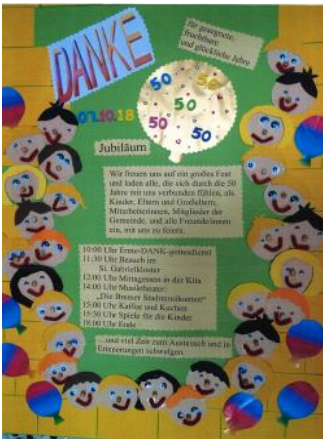 DANKE
für gesegnete,
fruchtbare
und glückliche Jahre
50
50
50
50
50
07.10.18
Jubiläum
Wir freuen uns auf ein großes Fest
und laden alle, die sich durch die 50
Jahre mit uns verbunden fühlen, als
Kinder, Eltern und Großeltern,
Mitarbeiterinnen, Mitglieder der
Gemeinde, und alle Freunde/innen
ein, mit uns zu feiern.
10:00 Uhr Ernte-DANK-gottesdienst
11:30 Uhr Besuch im
St. Gabrielkloster
12:00 Uhr Mittagessen in der Kita
14:00 Uhr Musiktheater:
„Die Bremer Stadtmusikanten“
15:00 Uhr Kaffee und Kuchen
15:30 Uhr Spiele für die Kinder
18:00 Uhr Ende
...und viel Zeit zum Austausch und in
Erinnerungen schwelgen.